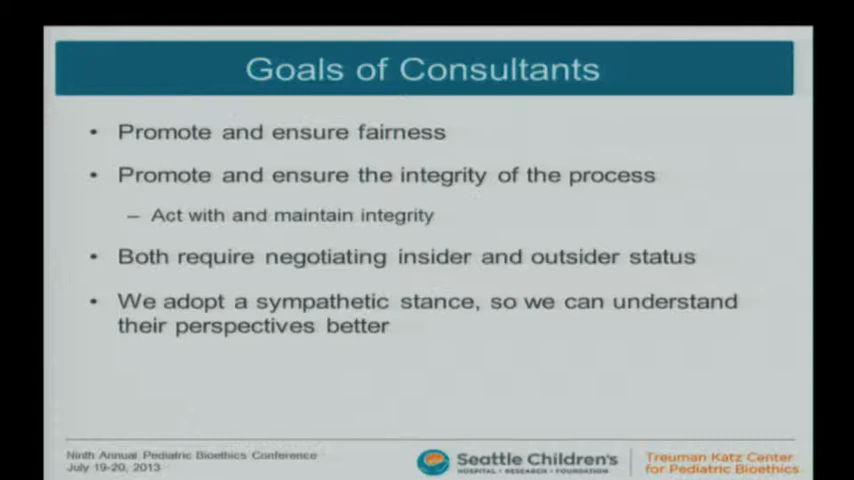 Goals of Consultants
• Promote and ensure fairness
• Promote and ensure the integrity of the process
– Act with and maintain integrity
• Both require negotiating insider and outsider status
• We adopt a sympathetic stance, so we can understand
their perspectives better
Ninth Annual Pediatric Bioethics Conference
July 19-20, 2013
Seattle Children's
HOSPITAL • RESEARCH • FOUNDATION
Treuman Katz Center
for Pediatric Bioethics